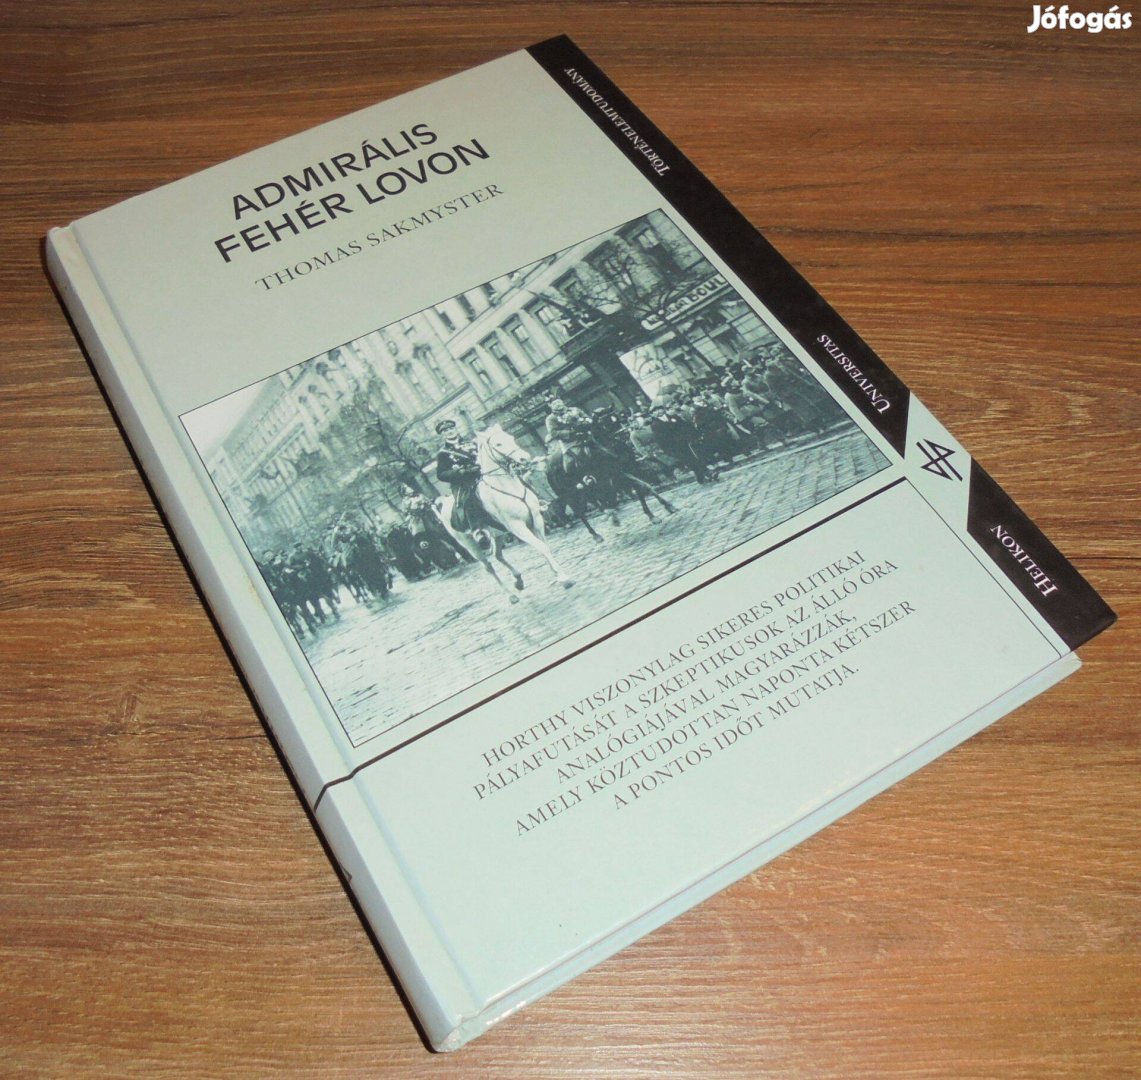 Jófogás
ADMIRÁLIS
FEHÉR LOVON
THOMAS SAKMYSTER
HORTHY VISZONYLAG SIKERES POLITIKAI
PÁLYAFUTÁSÁT A SZKEPTIKUSOK AZ ÁLLÓ ÓRA
ANALÓGIÁJÁVAL MAGYARÁZZÁK,
AMELY KÖZTUDOTTAN NAPONTA KÉTSZER
A PONTOS IDŐT MUTATJA.
TÖRTÉNELEMTUDOMÁNY
UNIVERSITAS
HELIKON